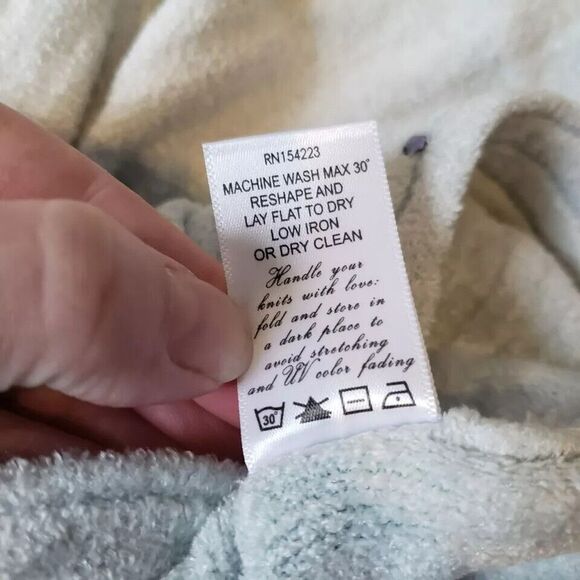 RN154223
MACHINE WASH MAX 30°
RESHAPE AND
LAY FLAT TO DRY
LOW IRON
OR DRY CLEAN
Handle your
knits with love:
fold and store in
a dark place to
avoid stretching
and UV color fading
30°